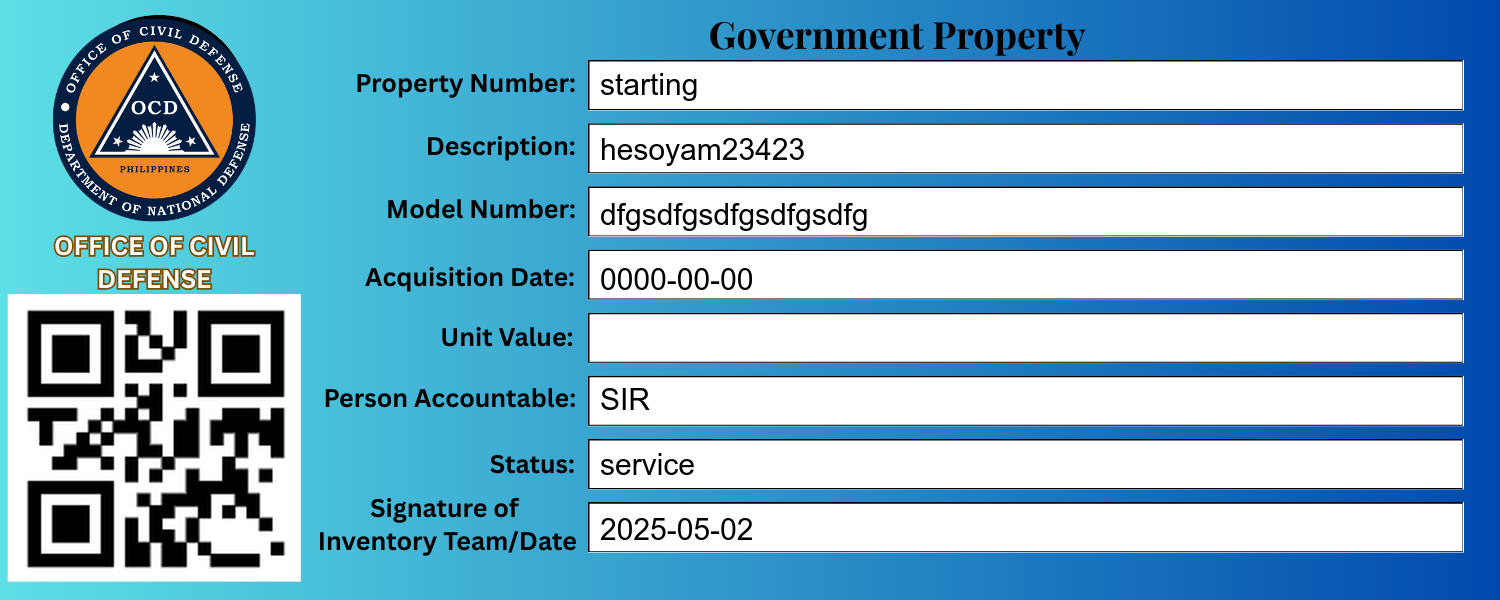 OFFICE OF CIVIL DEFENSE
OCD
PHILIPPINES
DEPARTMENT OF NATIONAL DEFENSE
OFFICE OF CIVIL
DEFENSE
Government Property
Property Number: starting
Description: hesoyam23423
Model Number: dfgsdfgsdfgsdfgsdfg
Acquisition Date: 0000-00-00
Unit Value:
Person Accountable: SIR
Status: service
Signature of
Inventory Team/Date 2025-05-02